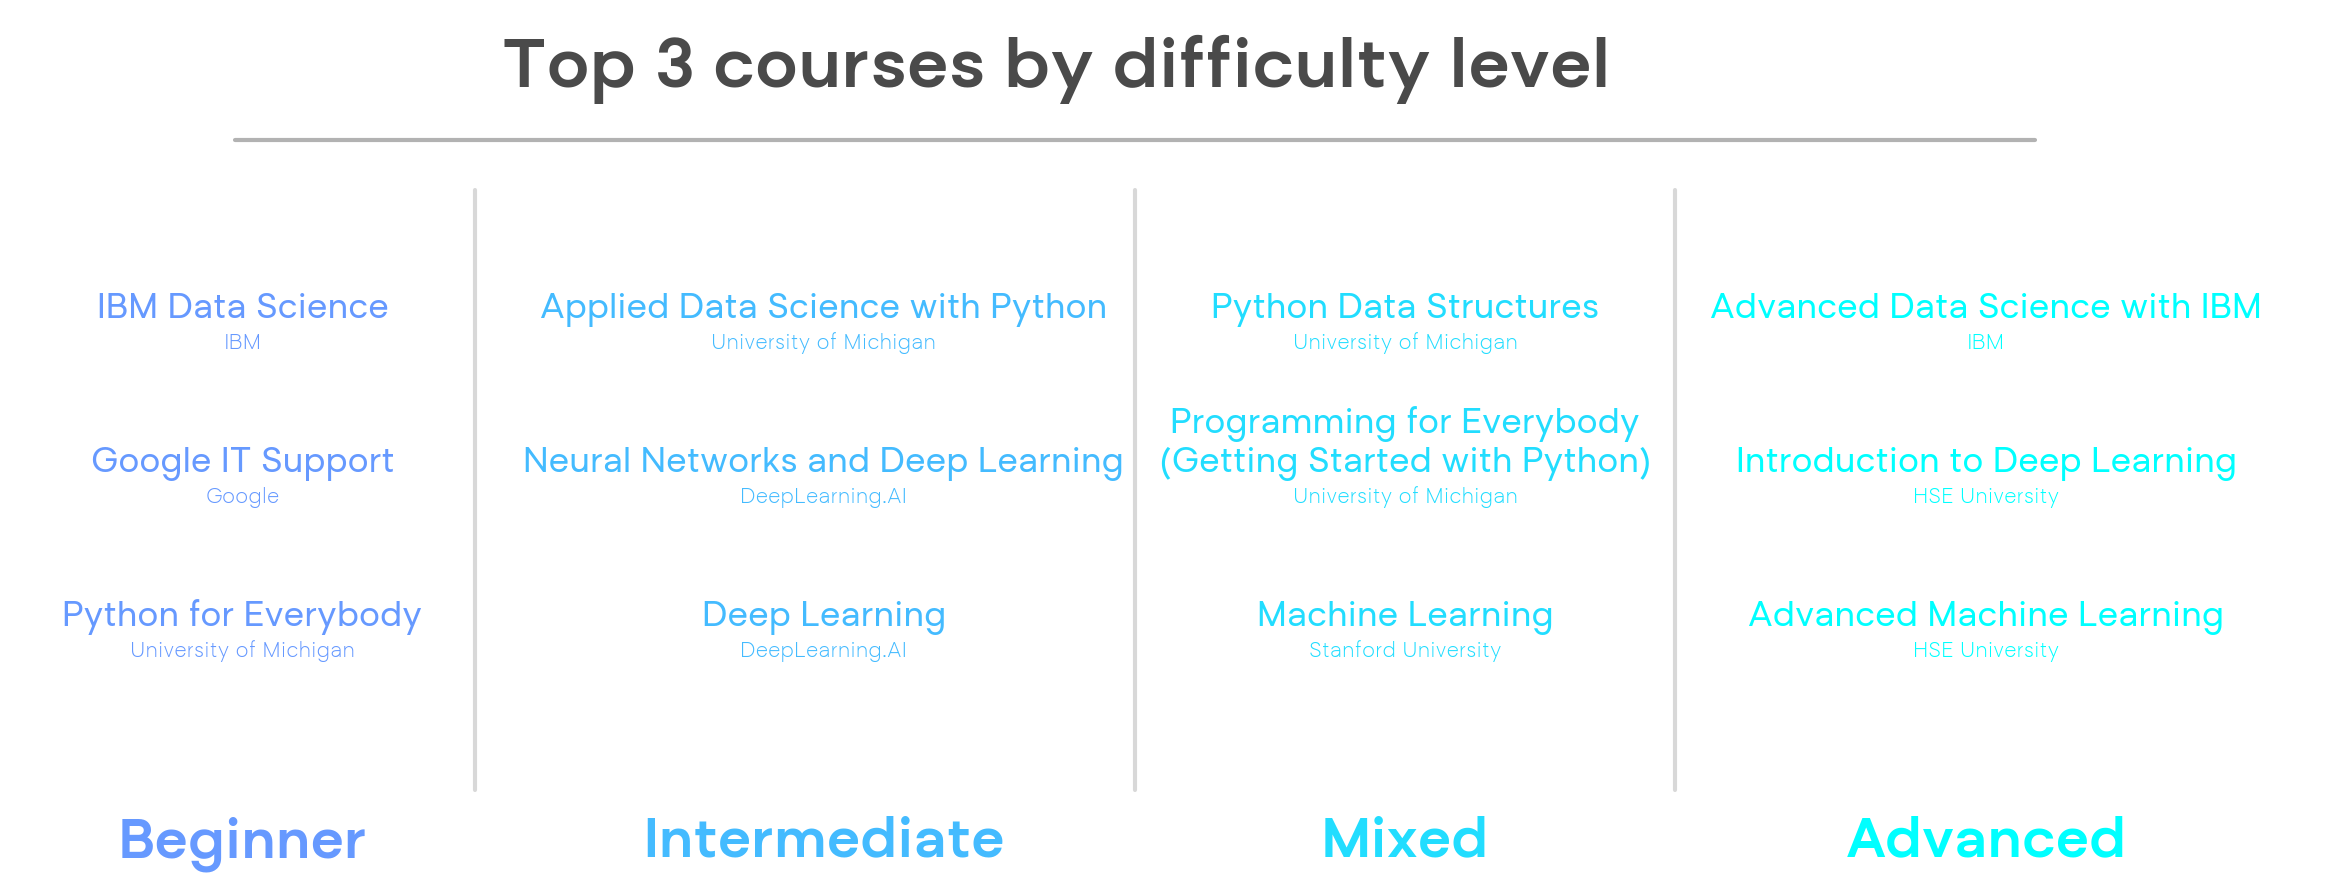 Top 3 courses by difficulty level
IBM Data Science
IBM
Google IT Support
Google
Python for Everybody
University of Michigan
Beginner
Applied Data Science with Python
University of Michigan
Neural Networks and Deep Learning
DeepLearning.AI
Deep Learning
DeepLearning.AI
Intermediate
Python Data Structures
University of Michigan
Programming for Everybody
(Getting Started with Python)
University of Michigan
Machine Learning
Stanford University
Mixed
Advanced Data Science with IBM
IBM
Introduction to Deep Learning
HSE University
Advanced Machine Learning
HSE University
Advanced